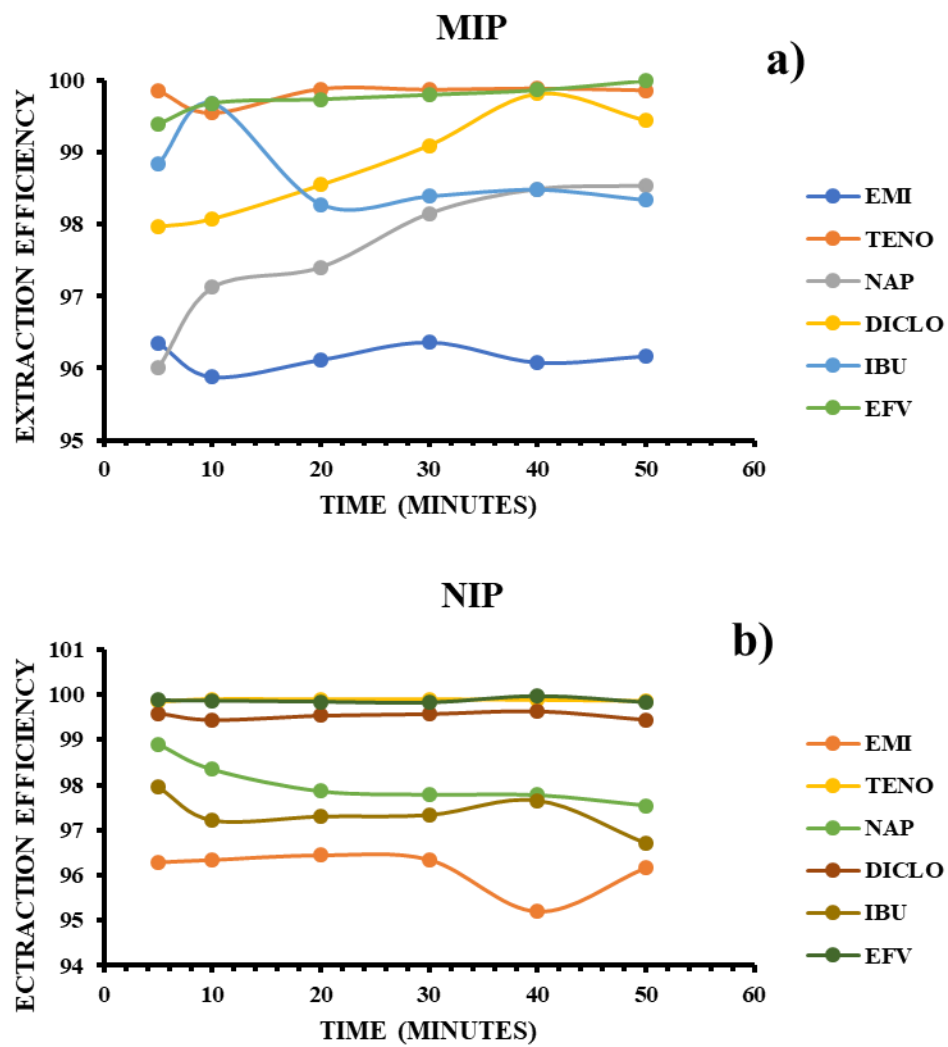 MIP
a)
EXTRACTION EFFICIENCY
100
99
98
97
96
95
0 10 20 30 40 50 60
TIME (MINUTES)
EMI
TENO
NAP
DICLO
IBU
EFV
NIP
b)
ECTRACTION EFFICIENCY
101
100
99
98
97
96
95
94
0 10 20 30 40 50 60
TIME (MINUTES)
EMI
TENO
NAP
DICLO
IBU
EFV